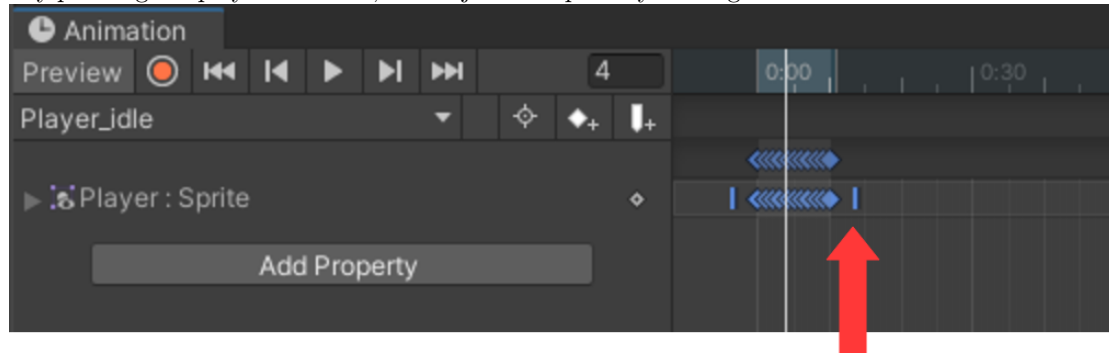 Animation
Preview 4 0:00 0:30
Player_idle
Player : Sprite
Add Property